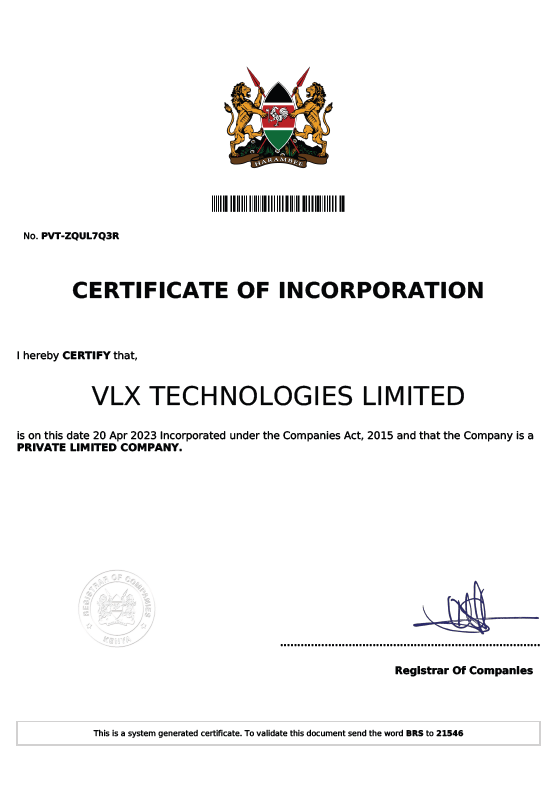 HARAMBEE
No. PVT-ZQUL7Q3R
CERTIFICATE OF INCORPORATION
I hereby CERTIFY that,
VLX TECHNOLOGIES LIMITED
is on this date 20 Apr 2023 Incorporated under the Companies Act, 2015 and that the Company is a
PRIVATE LIMITED COMPANY.
REGISTRAR OF COMPANIES
KENYA
Registrar Of Companies
This is a system generated certificate. To validate this document send the word BRS to 21546